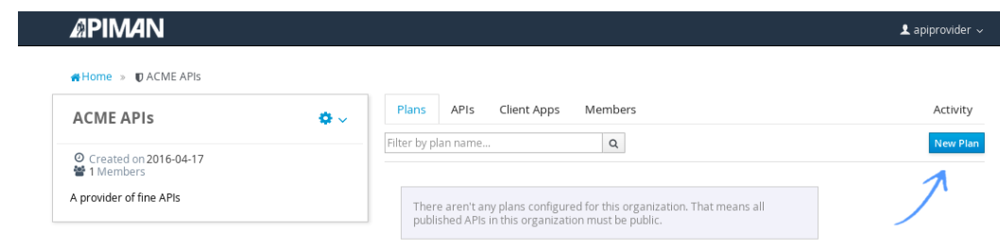 APIMAN
apiprovider
Home » ACME APIs
ACME APIs
Created on 2016-04-17
1 Members
A provider of fine APIs
Plans APIs Client Apps Members Activity
Filter by plan name...
New Plan
There aren't any plans configured for this organization. That means all
published APIs in this organization must be public.